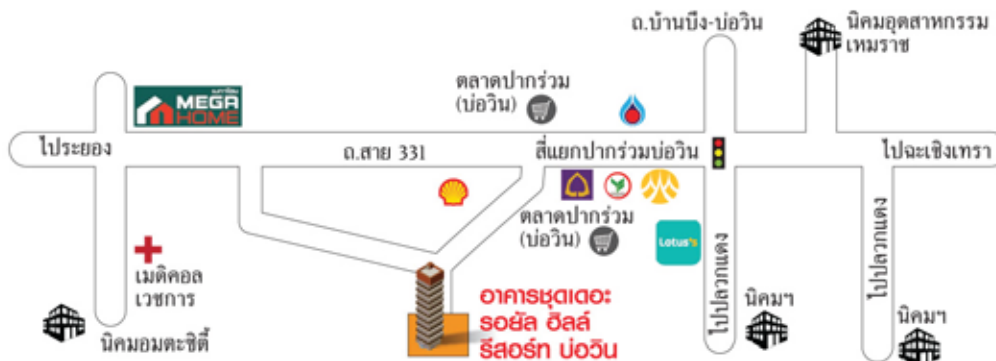 ถ.บ้านบึง-บ่อวิน
นิคมอุตสาหกรรม
เหมราช
ตลาดปากร่วม
(บ่อวิน)
เมกาโฮม
MEGA
HOME
ไประยอง
ถ.สาย 331
สี่แยกปากร่วมบ่อวิน
ไปฉะเชิงเทรา
ตลาดปากร่วม
(บ่อวิน)
Lotus's
ไปปลวกแดง
ไปปลวกแดง
เมดิคอล
เวชการ
นิคมอมตะซิตี้
อาคารชุดเดอะ
รอยัล ฮิลล์
รีสอร์ท บ่อวิน
นิคมฯ
นิคมฯ